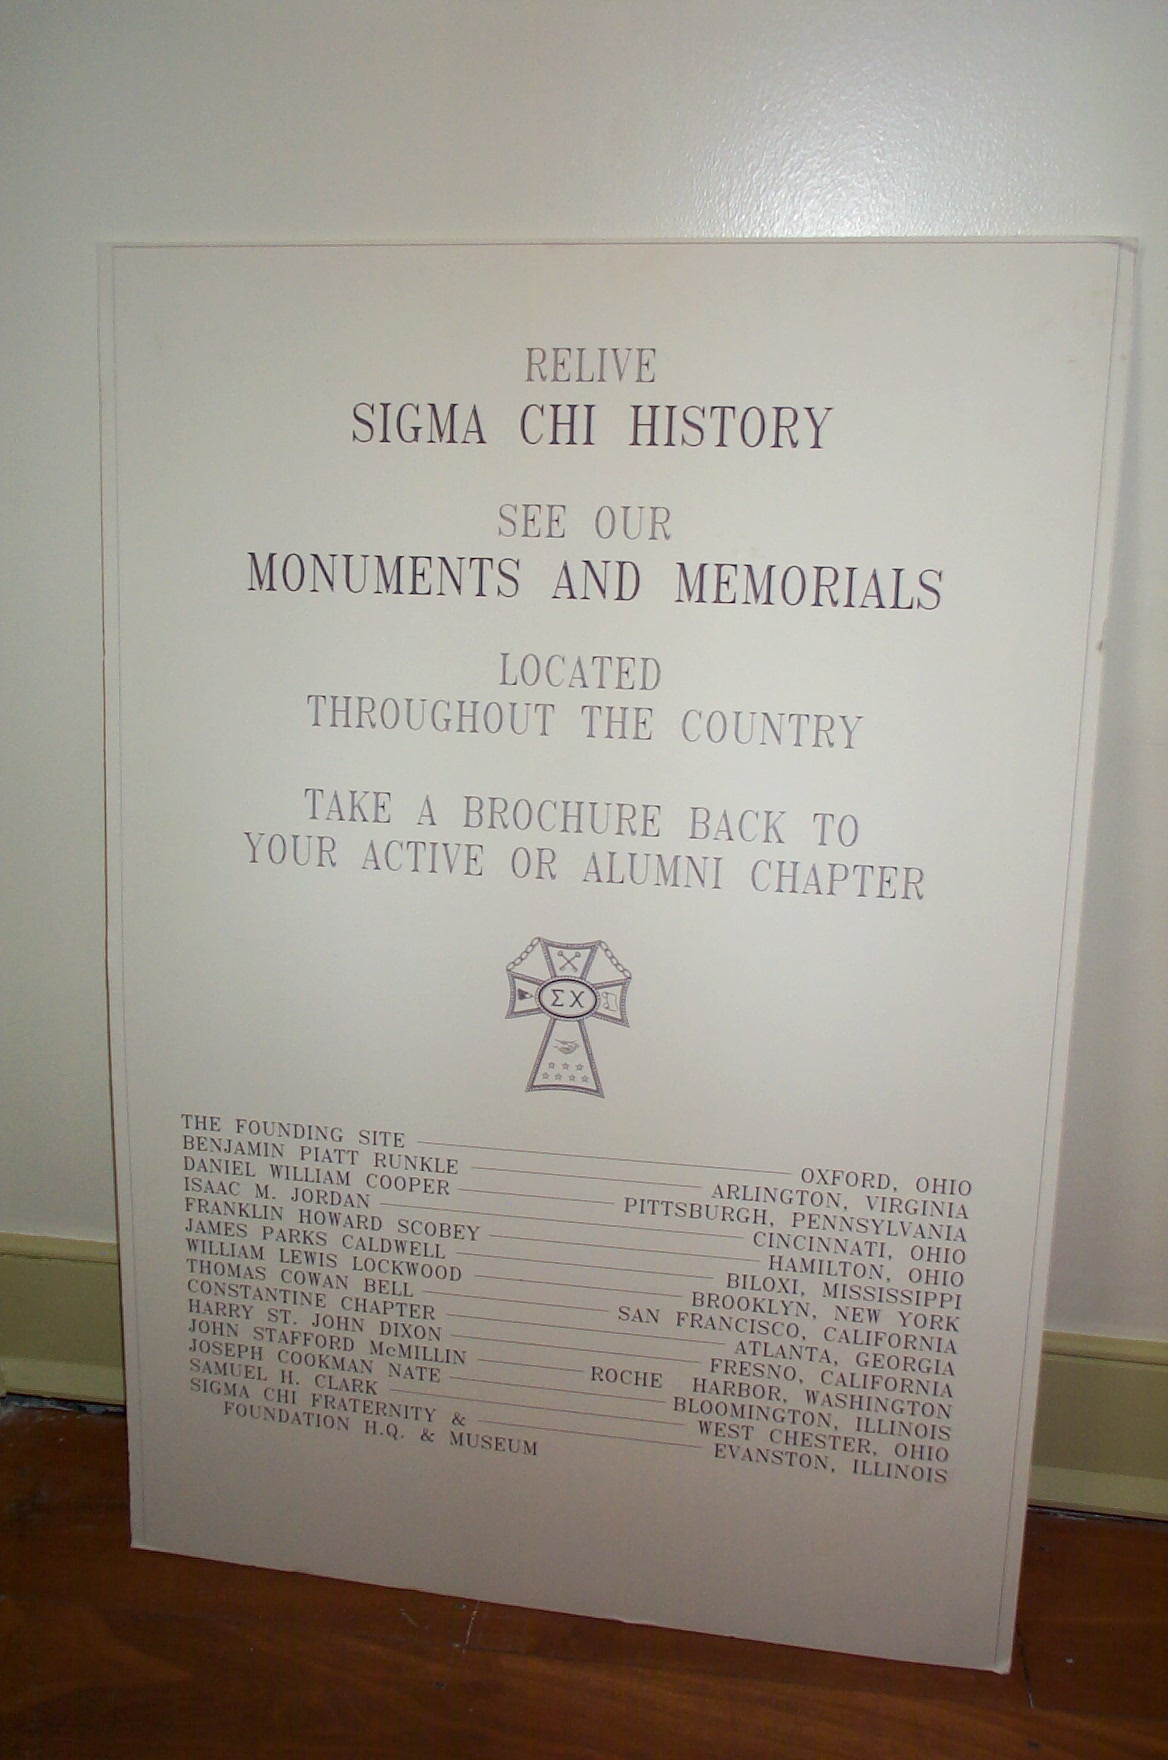 RELIVE
SIGMA CHI HISTORY
SEE OUR
MONUMENTS AND MEMORIALS
LOCATED
THROUGHOUT THE COUNTRY
TAKE A BROCHURE BACK TO
YOUR ACTIVE OR ALUMNI CHAPTER
ΣΧ
THE FOUNDING SITE OXFORD, OHIO
BENJAMIN PIATT RUNKLE ARLINGTON, VIRGINIA
DANIEL WILLIAM COOPER PITTSBURGH, PENNSYLVANIA
ISAAC M. JORDAN CINCINNATI, OHIO
FRANKLIN HOWARD SCOBEY HAMILTON, OHIO
JAMES PARKS CALDWELL BILOXI, MISSISSIPPI
WILLIAM LEWIS LOCKWOOD BROOKLYN, NEW YORK
THOMAS COWAN BELL SAN FRANCISCO, CALIFORNIA
CONSTANTINE CHAPTER ATLANTA, GEORGIA
HARRY ST. JOHN DIXON FRESNO, CALIFORNIA
JOHN STAFFORD McMILLIN ROCHE HARBOR, WASHINGTON
JOSEPH COOKMAN NATE BLOOMINGTON, ILLINOIS
SAMUEL H. CLARK WEST CHESTER, OHIO
SIGMA CHI FRATERNITY & EVANSTON, ILLINOIS
FOUNDATION H.Q. & MUSEUM